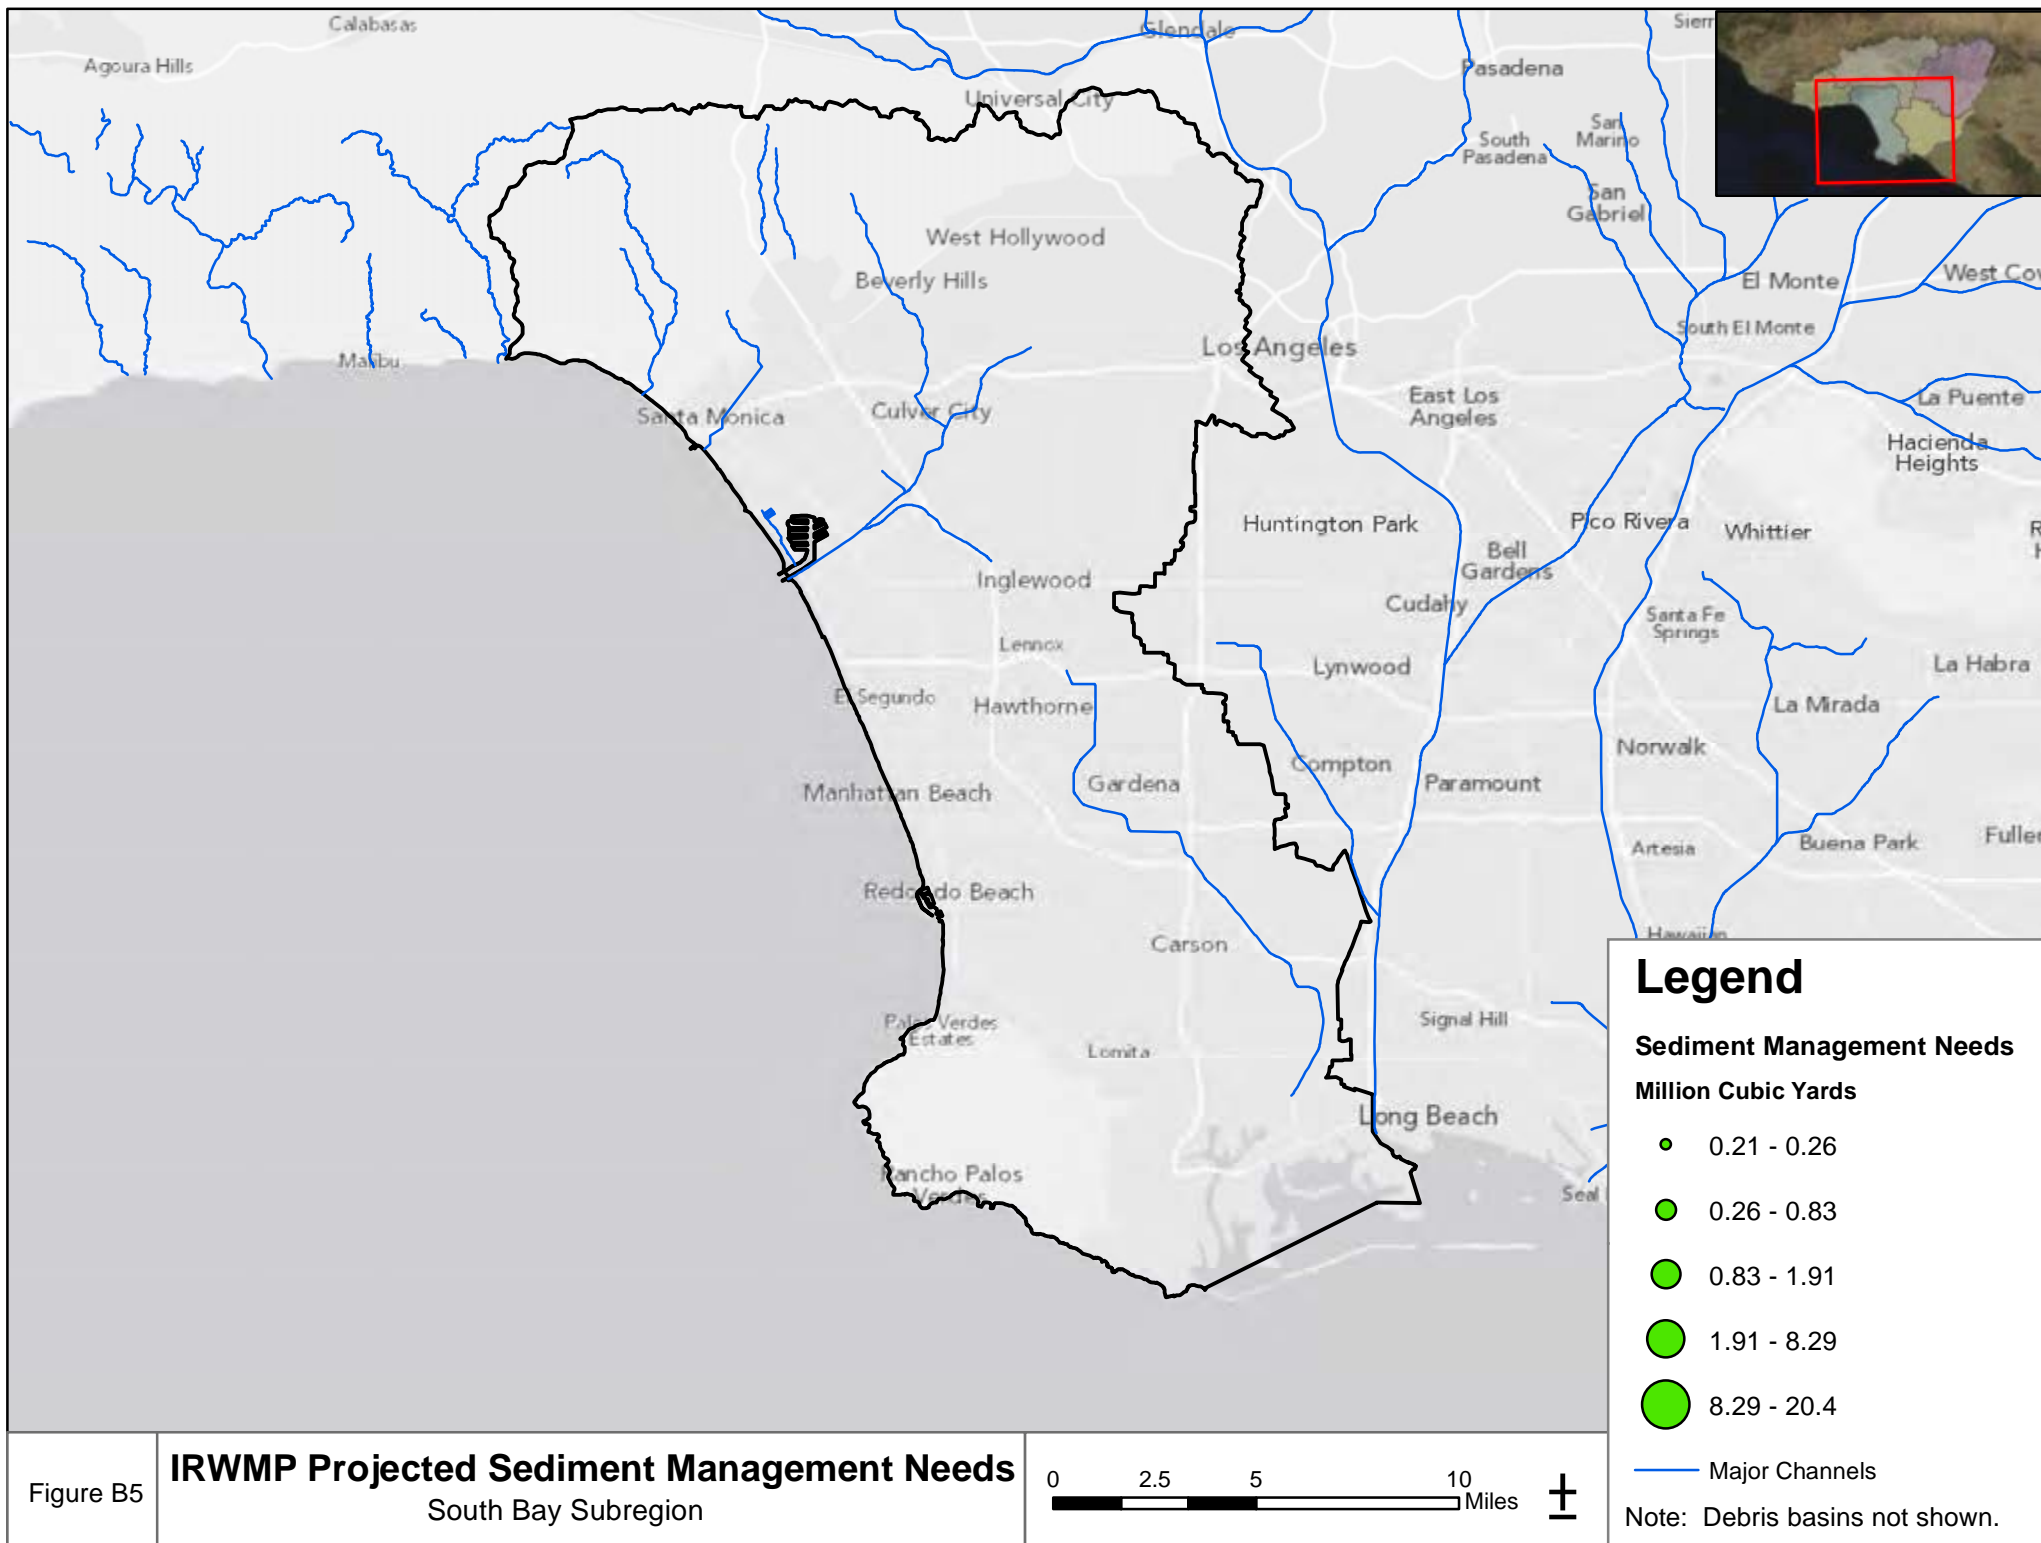 Calabasas
Glendale
Agoura Hills
Pasadena
Universal City
San
Marino
South
Pasadena
San
Gabriel
West Hollywood
Beverly Hills
El Monte
South El Monte
Los Angeles
Malibu
East Los
Angeles
La Puente
Santa Monica
Culver City
Hacienda
Heights
Huntington Park
Pico Rivera
Whittier
Bell
Gardens
Inglewood
Cudahy
Santa Fe
Springs
Lennox
Lynwood
La Habra
El Segundo
Hawthorne
La Mirada
Norwalk
Compton
Gardena
Paramount
Manhattan Beach
Artesia
Buena Park
Redondo Beach
Carson
Hawaiian
Palos Verdes
Estates
Signal Hill
Lomita
Long Beach
Rancho Palos
Verdes
Seal
Legend
Sediment Management Needs
Million Cubic Yards
0.21 - 0.26
0.26 - 0.83
0.83 - 1.91
1.91 - 8.29
8.29 - 20.4
Major Channels
Note: Debris basins not shown.
Figure B5
IRWMP Projected Sediment Management Needs
South Bay Subregion
0 2.5 5 10
Miles